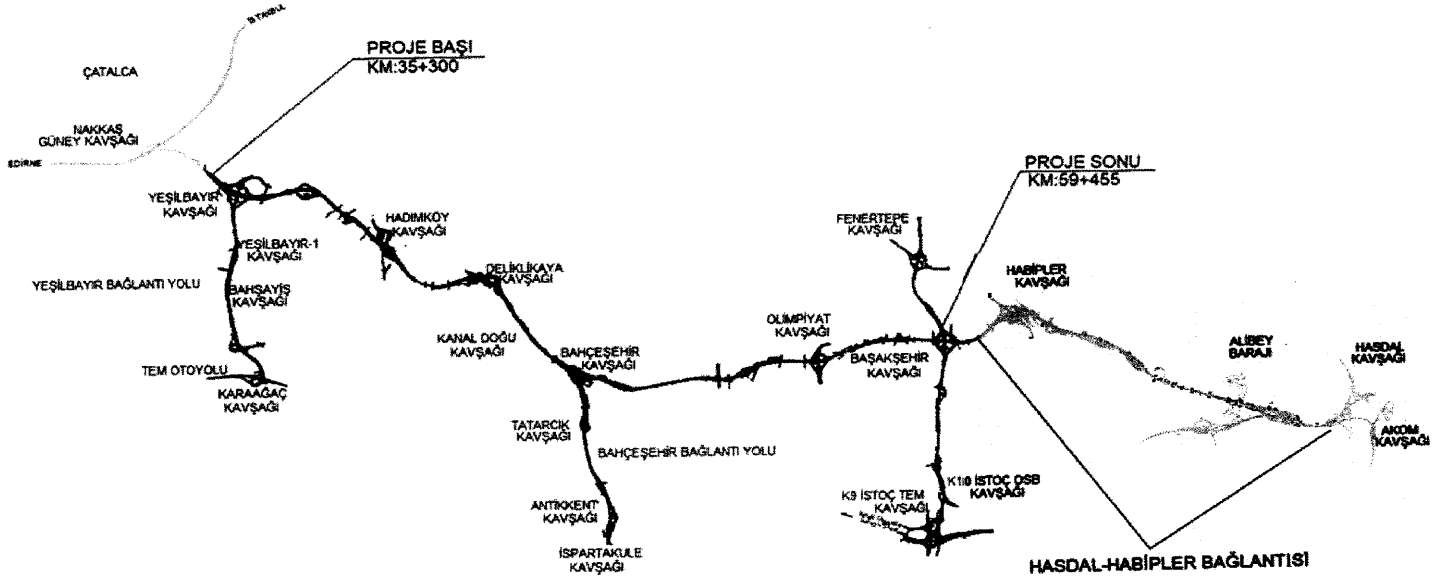 İSTANBUL
PROJE BAŞI
KM:35+300
ÇATALCA
NAKKAŞ
GÜNEY KAVŞAĞI
EDİRNE
PROJE SONU
KM:59+455
YEŞİLBAYIR
KAVŞAĞI
HADIMKÖY
KAVŞAĞI
FENERTEPE
KAVŞAĞI
YEŞİLBAYIR-1
KAVŞAĞI
DELİKLİKAYA
KAVŞAĞI
HABİPLER
KAVŞAĞI
YEŞİLBAYIR BAĞLANTI YOLU
BAHŞAYİŞ
KAVŞAĞI
OLİMPİYAT
KAVŞAĞI
KANAL DOĞU
KAVŞAĞI
BAHÇEŞEHİR
KAVŞAĞI
BAŞAKŞEHİR
KAVŞAĞI
ALİBEY
BARAJI
HASDAL
KAVŞAĞI
TEM OTOYOLU
KARAAĞAÇ
KAVŞAĞI
TATARCIK
KAVŞAĞI
AKOM
KAVŞAĞI
BAHÇEŞEHİR BAĞLANTI YOLU
K10 İSTOÇ OSB
KAVŞAĞI
K9 İSTOÇ TEM
KAVŞAĞI
ANTİKKENT
KAVŞAĞI
İSPARTAKULE
KAVŞAĞI
HASDAL-HABİPLER BAĞLANTISI